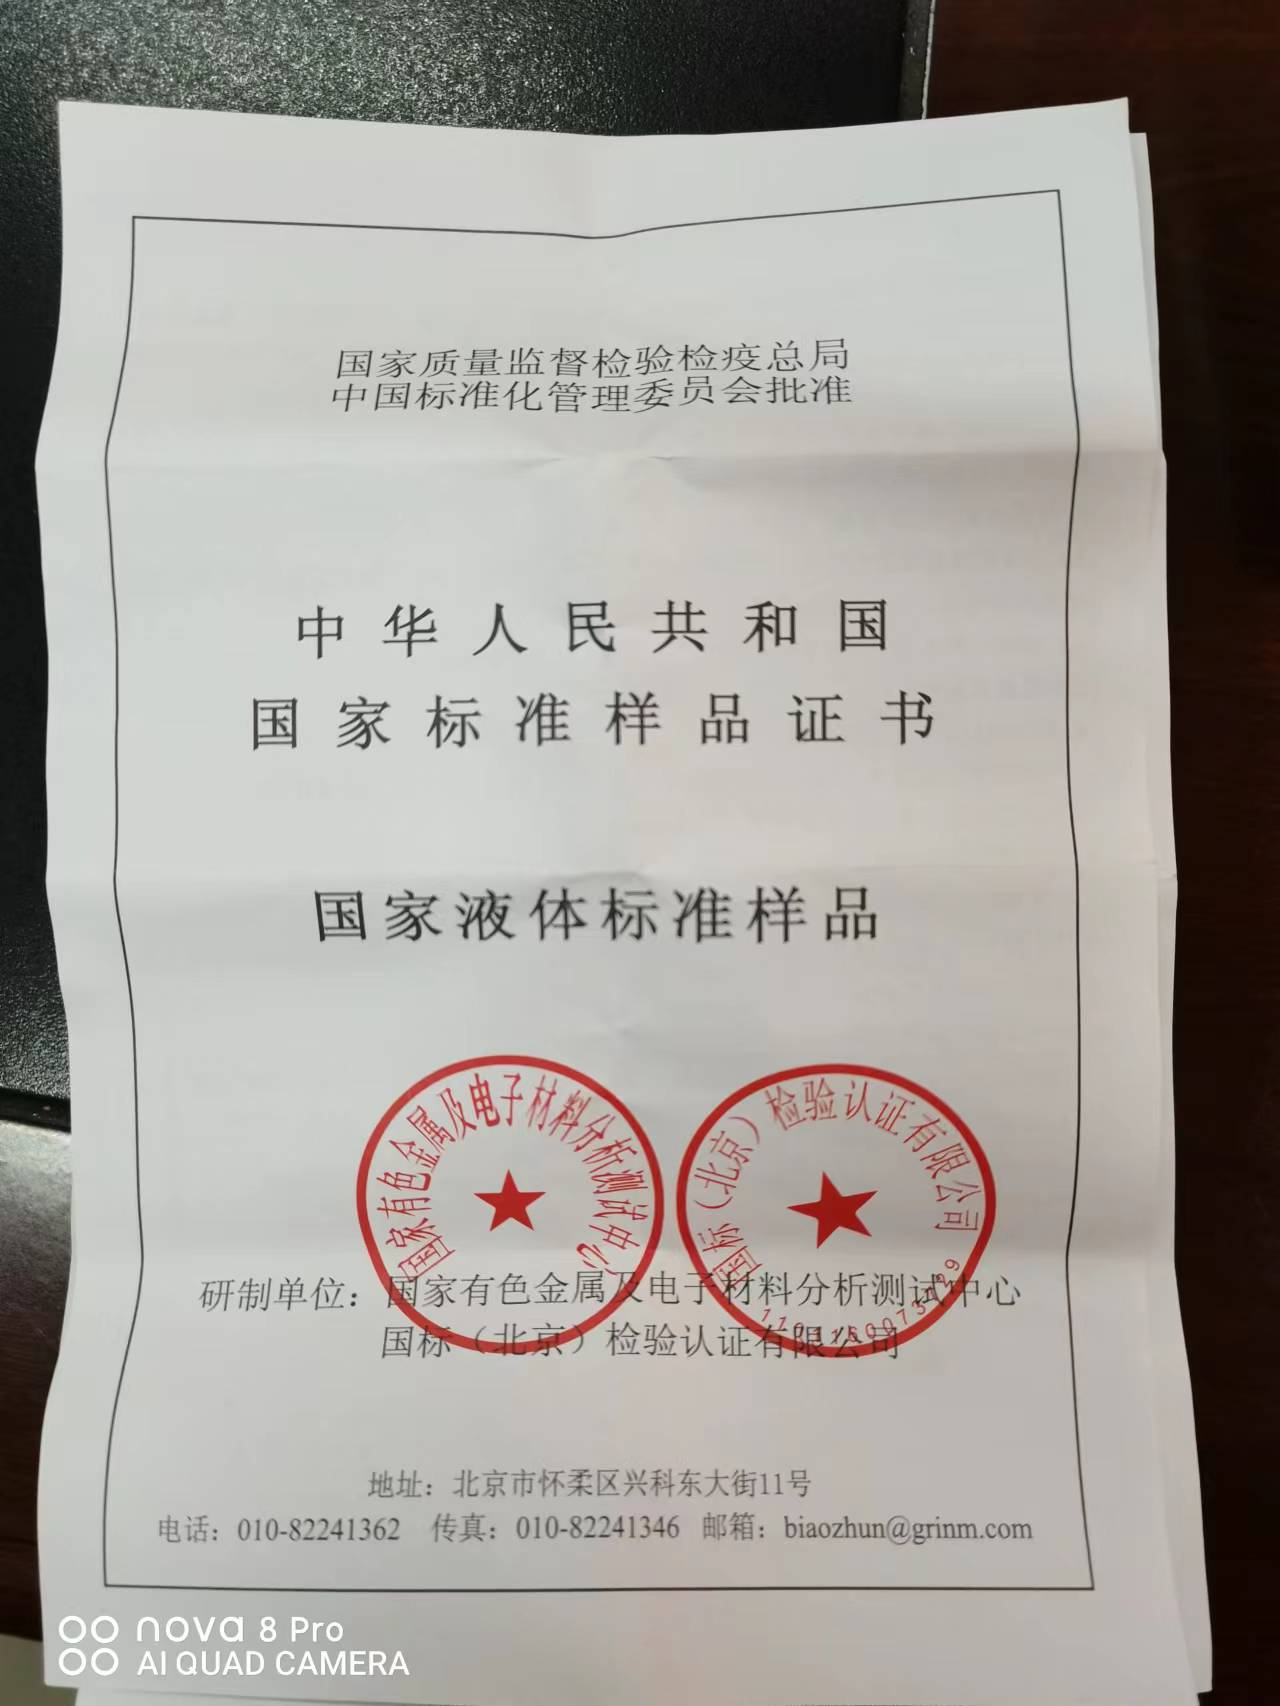 国家质量监督检验检疫总局
中国标准化管理委员会批准
中华人民共和国
国家标准样品证书
国家液体标准样品
国家有色金属及电子材料分析测试中心
国标（北京）检验认证有限公司
研制单位：国家有色金属及电子材料分析测试中心
国标（北京）检验认证有限公司
地址：北京市怀柔区兴科东大街11号
电话：010-82241362 传真：010-82241346 邮箱：biaozhun@grinm.com
nova 8 Pro
AI QUAD CAMERA